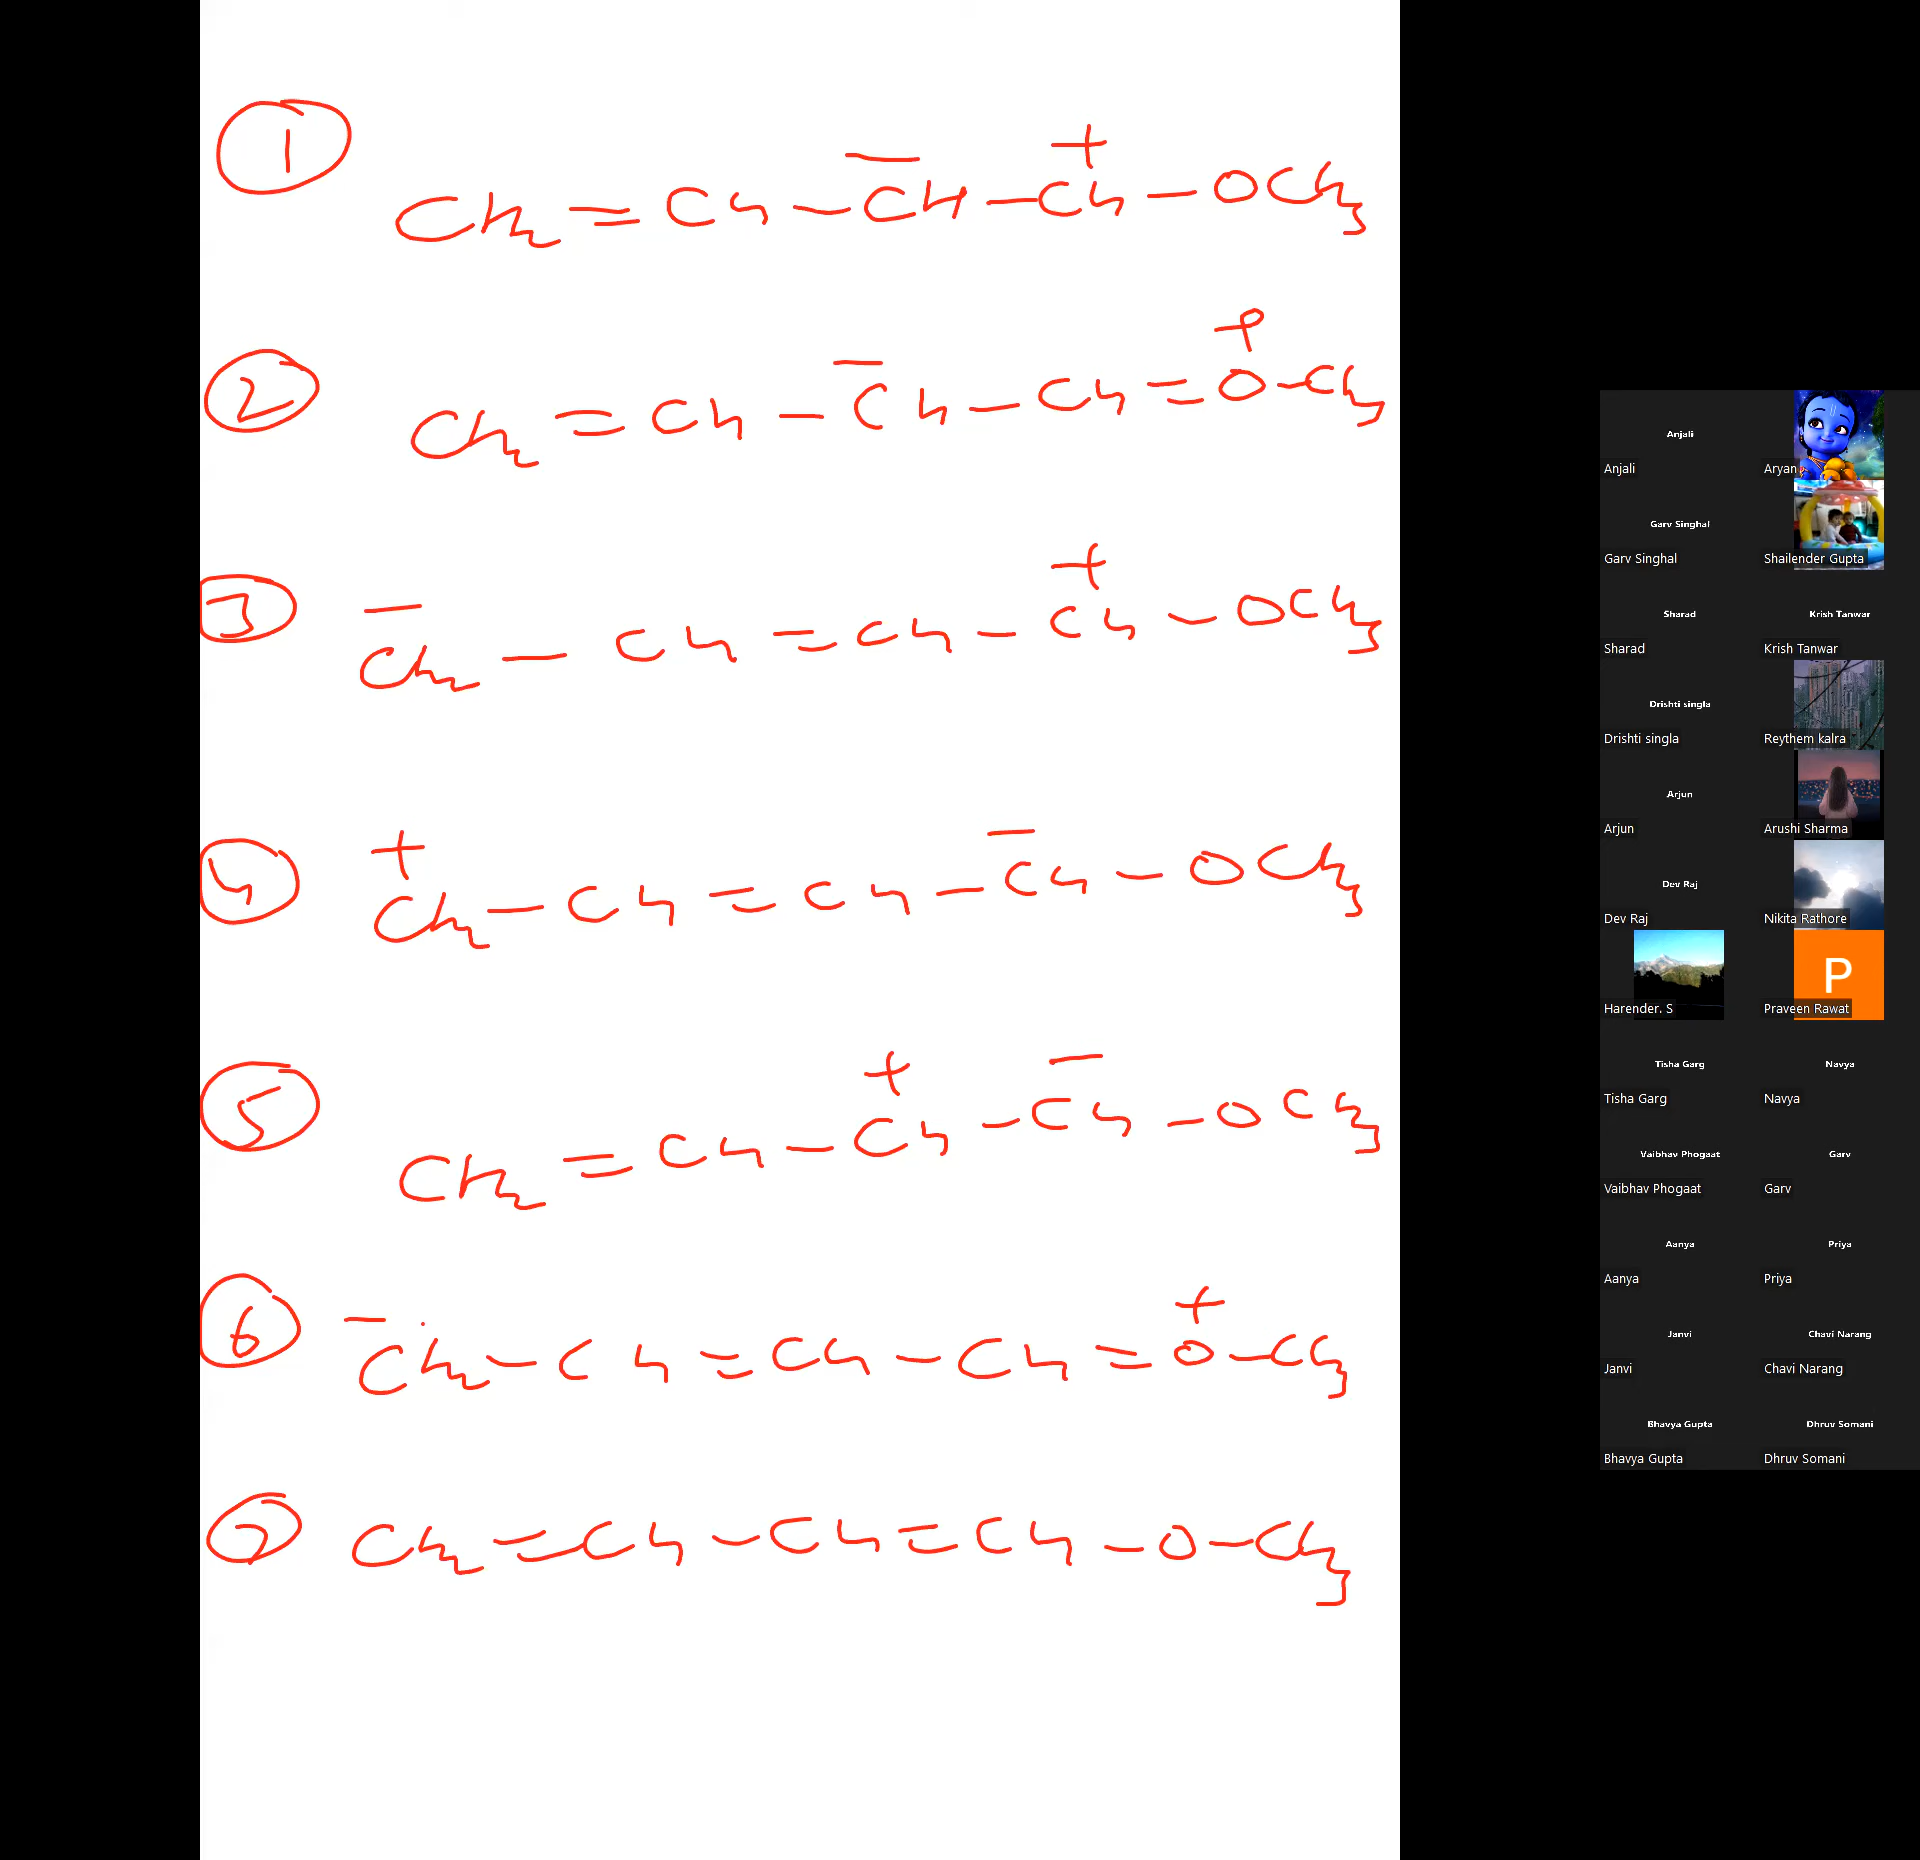 1
CH2 = CH - C̄H - C⁺H - OCH3
2
CH2 = CH - C̄H - CH = O⁺ - CH3
3
C̄H2 - CH = CH - C⁺H - OCH3
4
C⁺H2 - CH = CH - C̄H - OCH3
5
CH2 = CH - C⁺H - C̄H - OCH3
6
C̄H2 - CH = CH - CH = O⁺ - CH3
7
CH2 = CH - CH = CH - O - CH3
Anjali
Anjali
Aryan
Garv Singhal
Garv Singhal
Shailender Gupta
Sharad
Krish Tanwar
Sharad
Krish Tanwar
Drishti singla
Drishti singla
Reythem kalra
Arjun
Arjun
Arushi Sharma
Dev Raj
Dev Raj
Nikita Rathore
P
Harender. S
Praveen Rawat
Tisha Garg
Navya
Tisha Garg
Navya
Vaibhav Phogaat
Garv
Vaibhav Phogaat
Garv
Aanya
Priya
Aanya
Priya
Janvi
Chavi Narang
Janvi
Chavi Narang
Bhavya Gupta
Dhruv Somani
Bhavya Gupta
Dhruv Somani